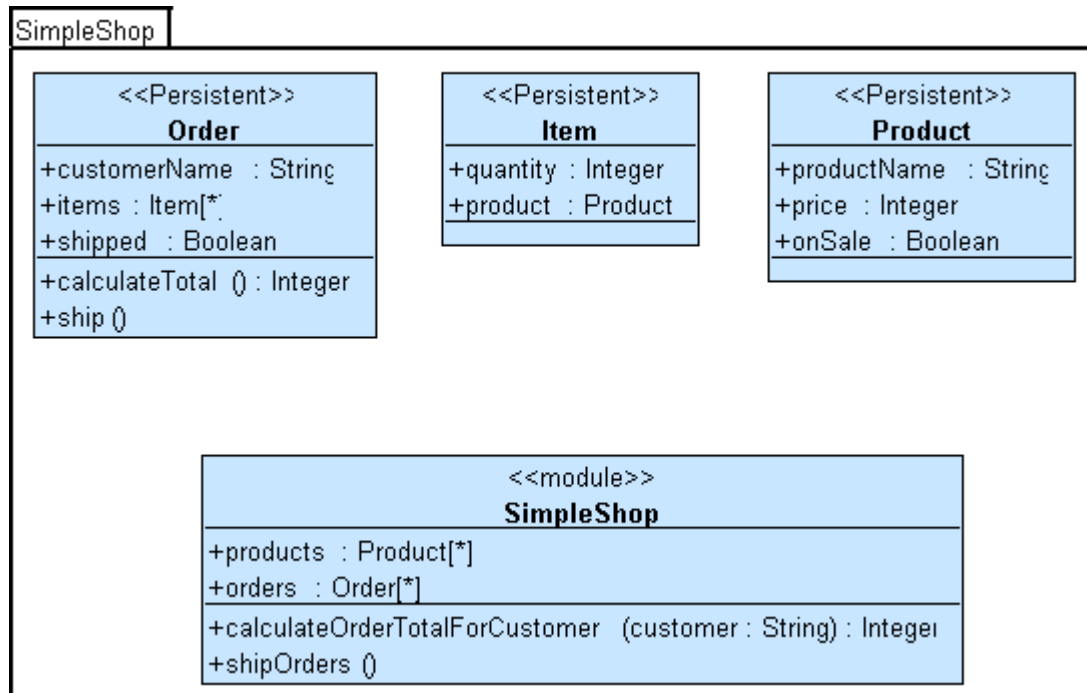 SimpleShop
<<Persistent>>
Order
+customerName : String
+items : Item[*]
+shipped : Boolean
+calculateTotal () : Integer
+ship ()
<<Persistent>>
Item
+quantity : Integer
+product : Product
<<Persistent>>
Product
+productName : String
+price : Integer
+onSale : Boolean
<<module>>
SimpleShop
+products : Product[*]
+orders : Order[*]
+calculateOrderTotalForCustomer (customer : String) : Integer
+shipOrders ()